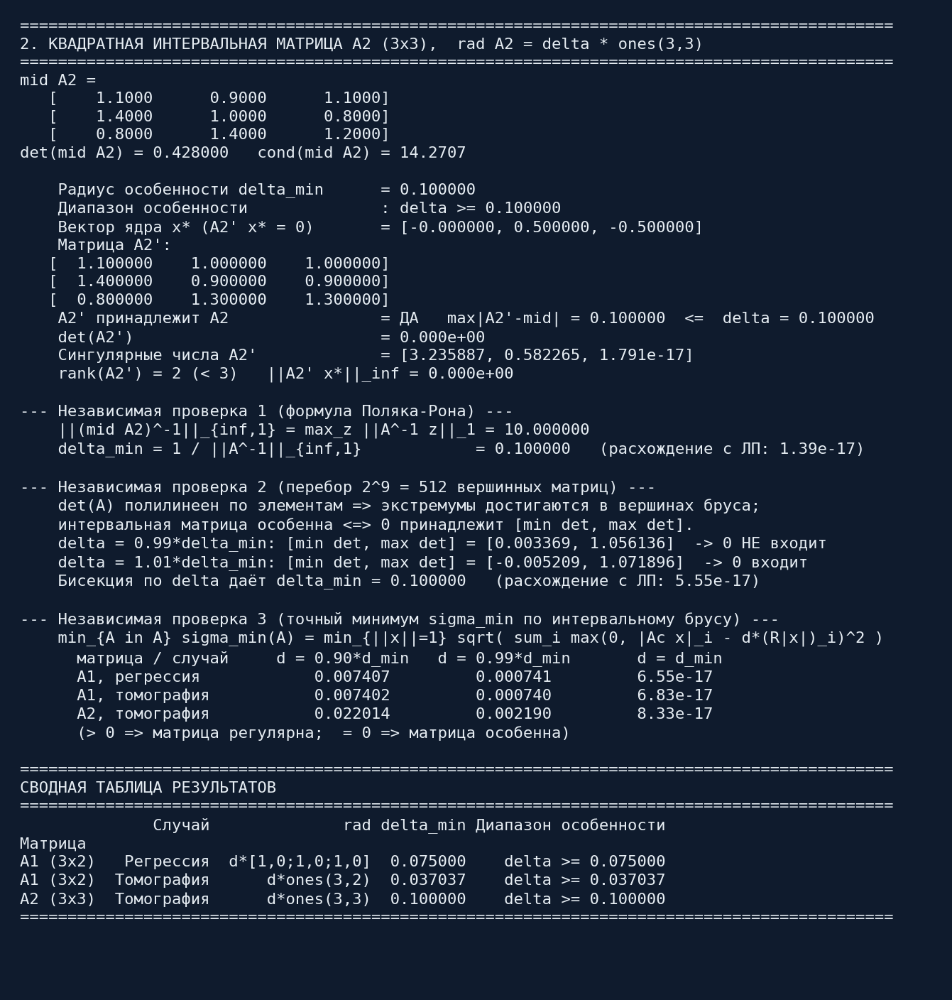 ============================================================================================
2. КВАДРАТНАЯ ИНТЕРВАЛЬНАЯ МАТРИЦА A2 (3x3),  rad A2 = delta * ones(3,3)
============================================================================================
mid A2 =
   [    1.1000      0.9000      1.1000]
   [    1.4000      1.0000      0.8000]
   [    0.8000      1.4000      1.2000]
det(mid A2) = 0.428000   cond(mid A2) = 14.2707
    Радиус особенности delta_min      = 0.100000
    Диапазон особенности              : delta >= 0.100000
    Вектор ядра x* (A2' x* = 0)       = [-0.000000, 0.500000, -0.500000]
    Матрица A2':
   [  1.100000    1.000000    1.000000]
   [  1.400000    0.900000    0.900000]
   [  0.800000    1.300000    1.300000]
    A2' принадлежит A2                = ДА   max|A2'-mid| = 0.100000  <=  delta = 0.100000
    det(A2')                          = 0.000e+00
    Сингулярные числа A2'             = [3.235887, 0.582265, 1.791e-17]
    rank(A2') = 2 (< 3)   ||A2' x*||_inf = 0.000e+00
--- Независимая проверка 1 (формула Поляка-Рона) ---
    ||(mid A2)^-1||_{inf,1} = max_z ||A^-1 z||_1 = 10.000000
    delta_min = 1 / ||A^-1||_{inf,1}            = 0.100000   (расхождение с ЛП: 1.39e-17)
--- Независимая проверка 2 (перебор 2^9 = 512 вершинных матриц) ---
    det(A) полилинеен по элементам => экстремумы достигаются в вершинах бруса;
    интервальная матрица особенна <=> 0 принадлежит [min det, max det].
    delta = 0.99*delta_min: [min det, max det] = [0.003369, 1.056136]  -> 0 НЕ входит
    delta = 1.01*delta_min: [min det, max det] = [-0.005209, 1.071896]  -> 0 входит
    Бисекция по delta даёт delta_min = 0.100000   (расхождение с ЛП: 5.55e-17)
--- Независимая проверка 3 (точный минимум sigma_min по интервальному брусу) ---
    min_{A in A} sigma_min(A) = min_{||x||=1} sqrt( sum_i max(0, |Ac x|_i - d*(R|x|)_i)^2 )
      матрица / случай     d = 0.90*d_min   d = 0.99*d_min       d = d_min
      A1, регрессия            0.007407         0.000741         6.55e-17
      A1, томография           0.007402         0.000740         6.83e-17
      A2, томография           0.022014         0.002190         8.33e-17
      (> 0 => матрица регулярна;  = 0 => матрица особенна)
============================================================================================
СВОДНАЯ ТАБЛИЦА РЕЗУЛЬТАТОВ
============================================================================================
              Случай              rad delta_min Диапазон особенности
Матрица
A1 (3x2)   Регрессия  d*[1,0;1,0;1,0]  0.075000    delta >= 0.075000
A1 (3x2)  Томография      d*ones(3,2)  0.037037    delta >= 0.037037
A2 (3x3)  Томография      d*ones(3,3)  0.100000    delta >= 0.100000
============================================================================================